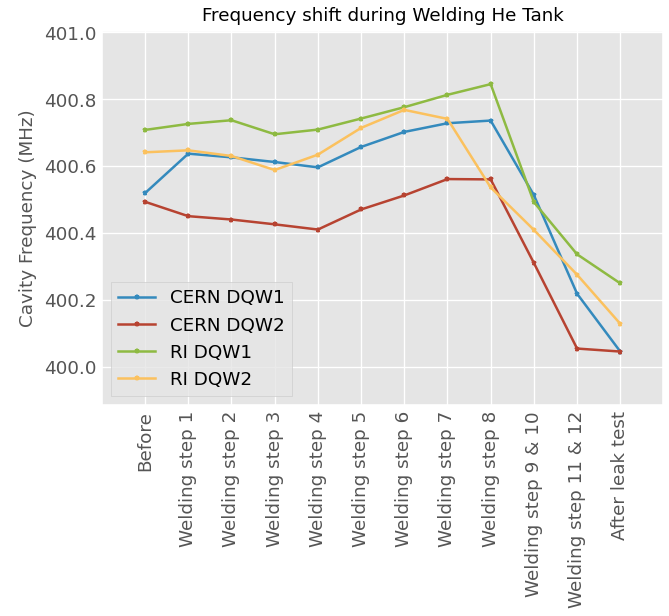 Frequency shift during Welding He Tank
Cavity Frequency (MHz)
401.0
400.8
400.6
400.4
400.2
400.0
CERN DQW1
CERN DQW2
RI DQW1
RI DQW2
Before
Welding step 1
Welding step 2
Welding step 3
Welding step 4
Welding step 5
Welding step 6
Welding step 7
Welding step 8
Welding step 9 & 10
Welding step 11 & 12
After leak test